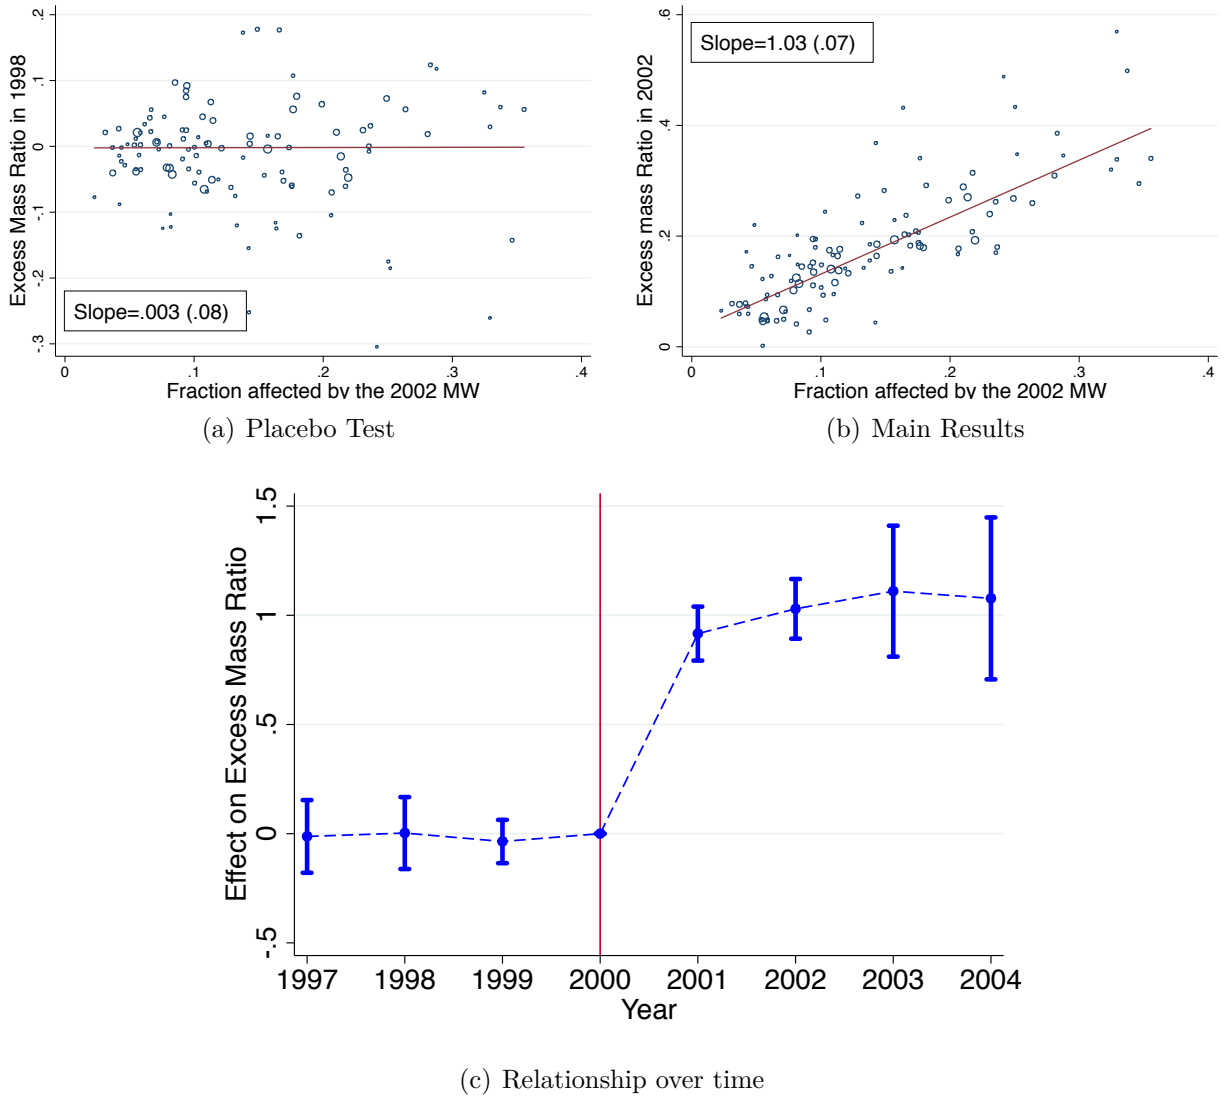 Excess Mass Ratio in 1998
.2
.1
0
-.1
-.2
-.3
Slope=.003 (.08)
0 .1 .2 .3 .4
Fraction affected by the 2002 MW
(a) Placebo Test
Excess mass Ratio in 2002
.6
.4
.2
0
Slope=1.03 (.07)
0 .1 .2 .3 .4
Fraction affected by the 2002 MW
(b) Main Results
Effect on Excess Mass Ratio
1.5
1
.5
0
-.5
1997 1998 1999 2000 2001 2002 2003 2004
Year
(c) Relationship over time